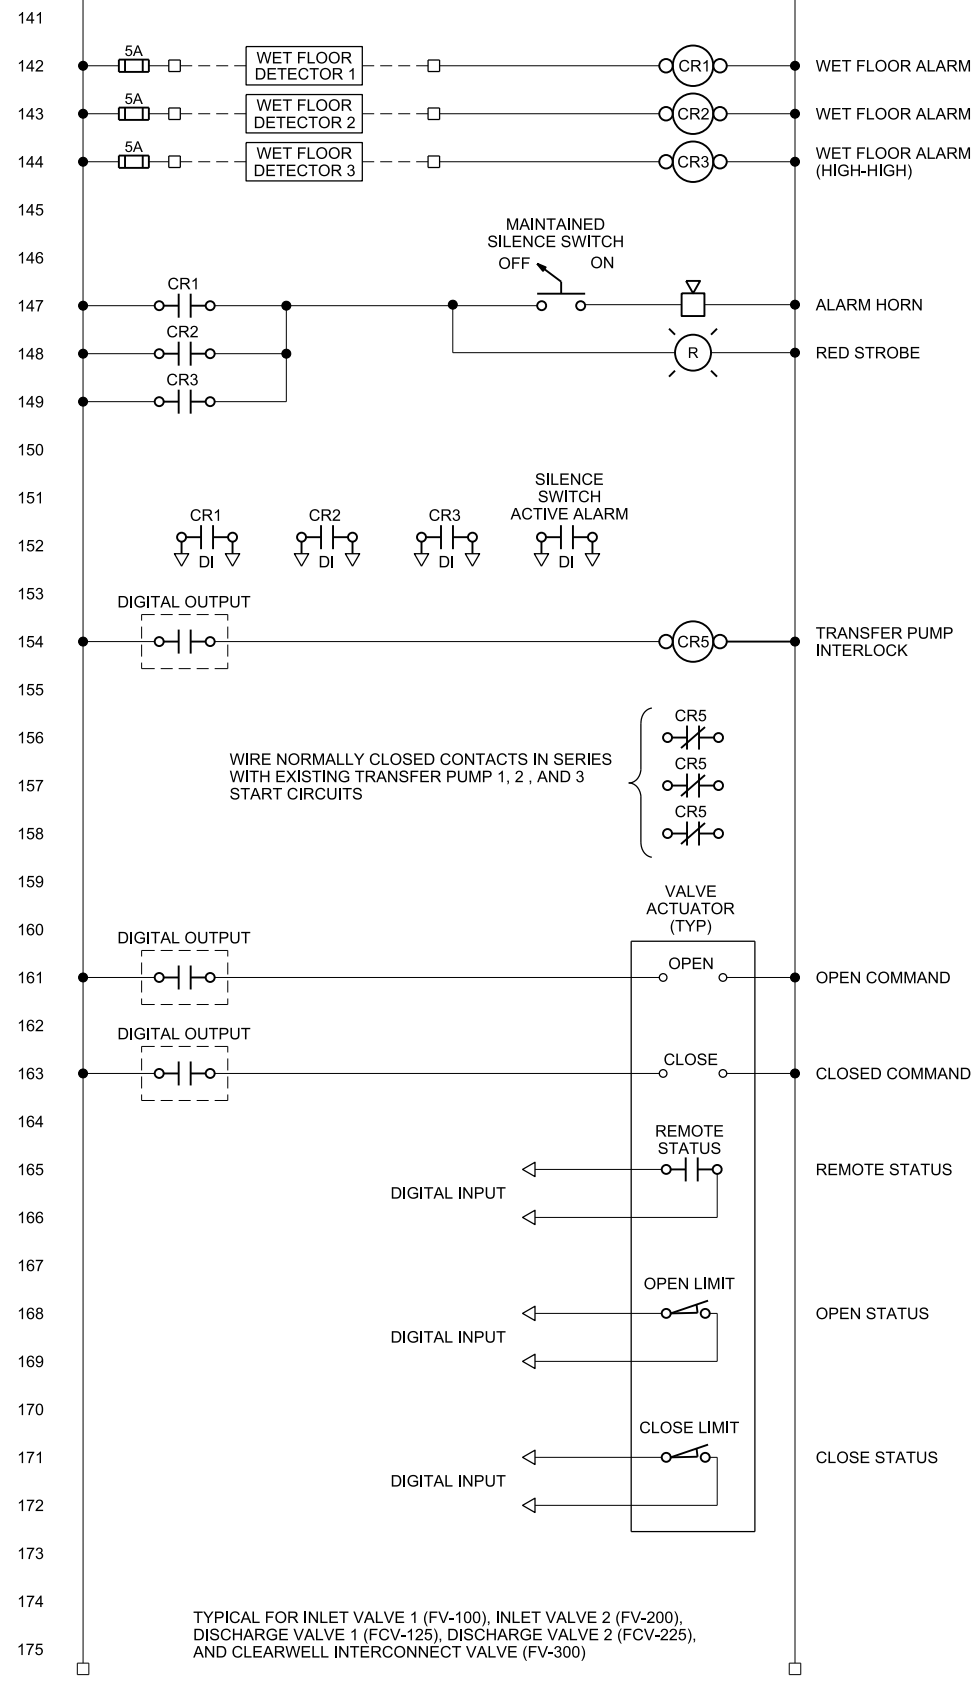 141
142
5A
WET FLOOR
DETECTOR 1
CR1
WET FLOOR ALARM
143
5A
WET FLOOR
DETECTOR 2
CR2
WET FLOOR ALARM
144
5A
WET FLOOR
DETECTOR 3
CR3
WET FLOOR ALARM
(HIGH-HIGH)
145
146
MAINTAINED
SILENCE SWITCH
OFF ON
147
CR1
ALARM HORN
148
CR2
R
RED STROBE
149
CR3
150
151
SILENCE
SWITCH
ACTIVE ALARM
152
CR1
DI
CR2
DI
CR3
DI
DI
153
DIGITAL OUTPUT
154
CR5
TRANSFER PUMP
INTERLOCK
155
156
CR5
157
WIRE NORMALLY CLOSED CONTACTS IN SERIES
WITH EXISTING TRANSFER PUMP 1, 2 , AND 3
START CIRCUITS
CR5
158
CR5
159
160
VALVE
ACTUATOR
(TYP)
DIGITAL OUTPUT
161
OPEN
OPEN COMMAND
162
DIGITAL OUTPUT
163
CLOSE
CLOSED COMMAND
164
165
REMOTE
STATUS
REMOTE STATUS
DIGITAL INPUT
166
167
OPEN LIMIT
168
OPEN STATUS
DIGITAL INPUT
169
170
CLOSE LIMIT
171
CLOSE STATUS
DIGITAL INPUT
172
173
174
175
TYPICAL FOR INLET VALVE 1 (FV-100), INLET VALVE 2 (FV-200),
DISCHARGE VALVE 1 (FCV-125), DISCHARGE VALVE 2 (FCV-225),
AND CLEARWELL INTERCONNECT VALVE (FV-300)